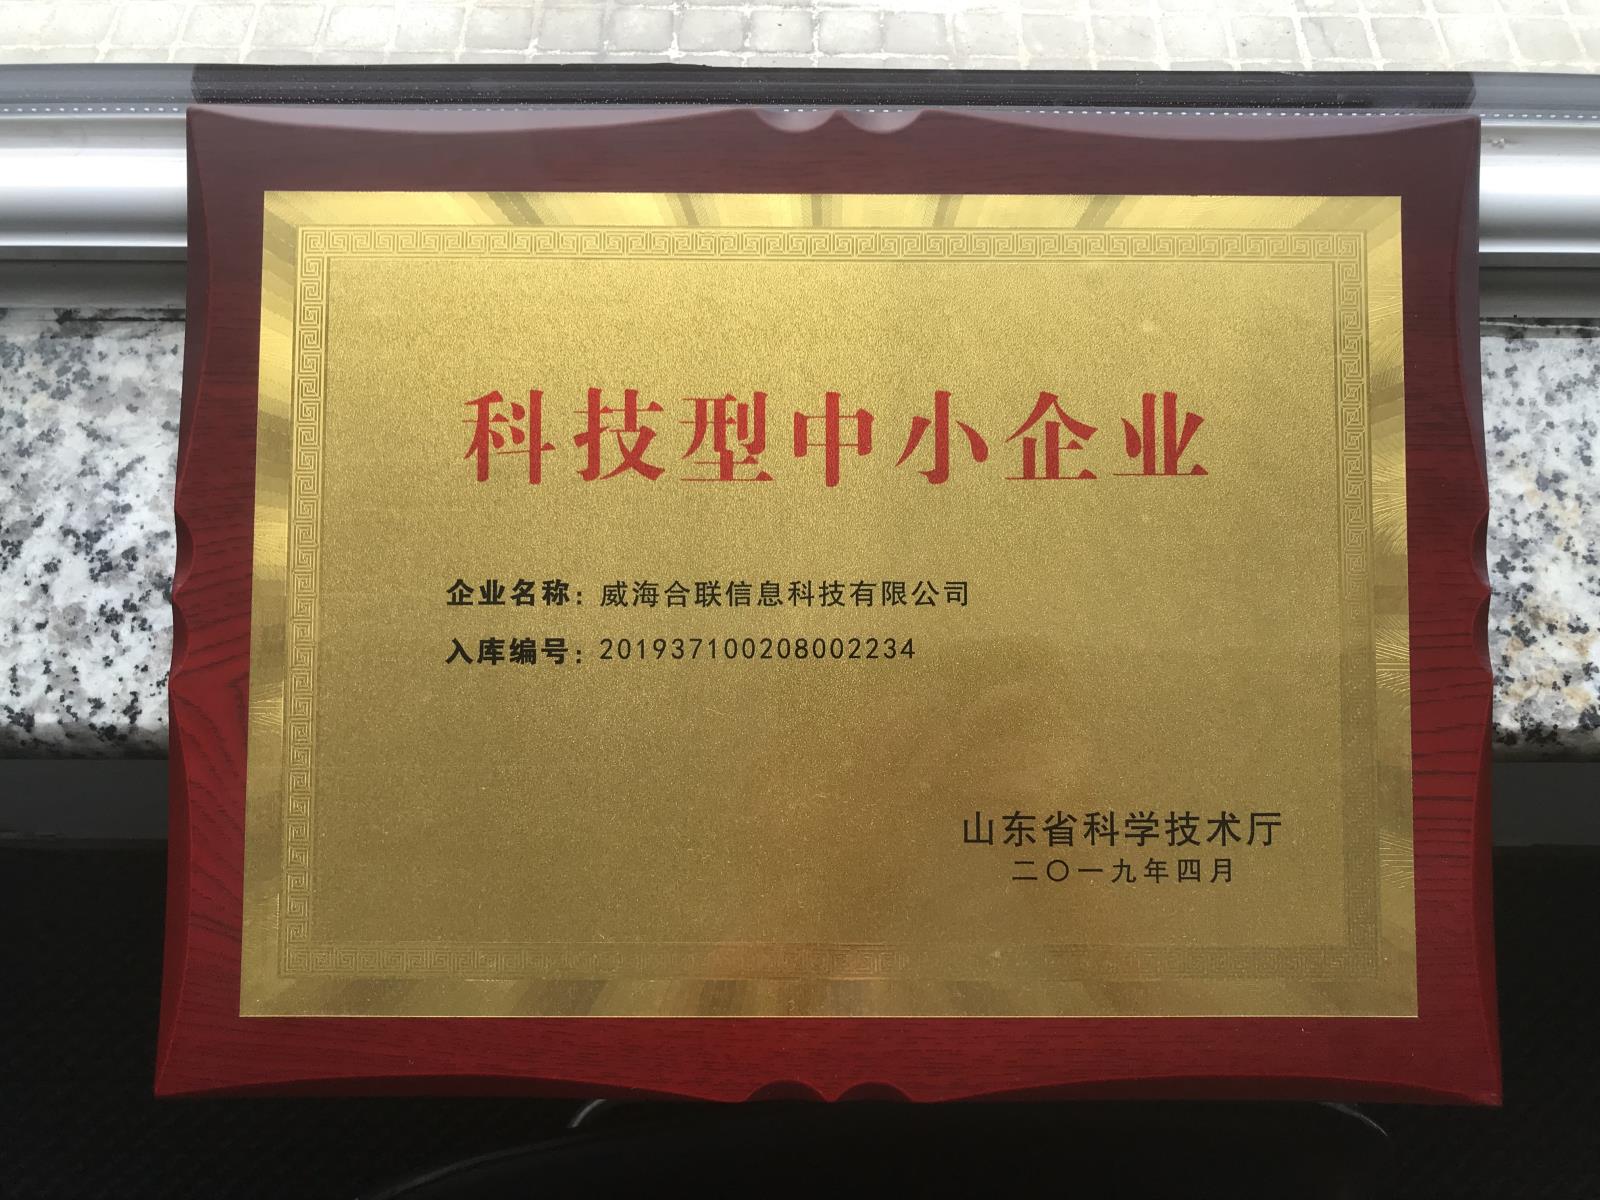 科技型中小企业
企业名称：威海合联信息科技有限公司
入库编号：201937100208002234
山东省科学技术厅
二〇一九年四月